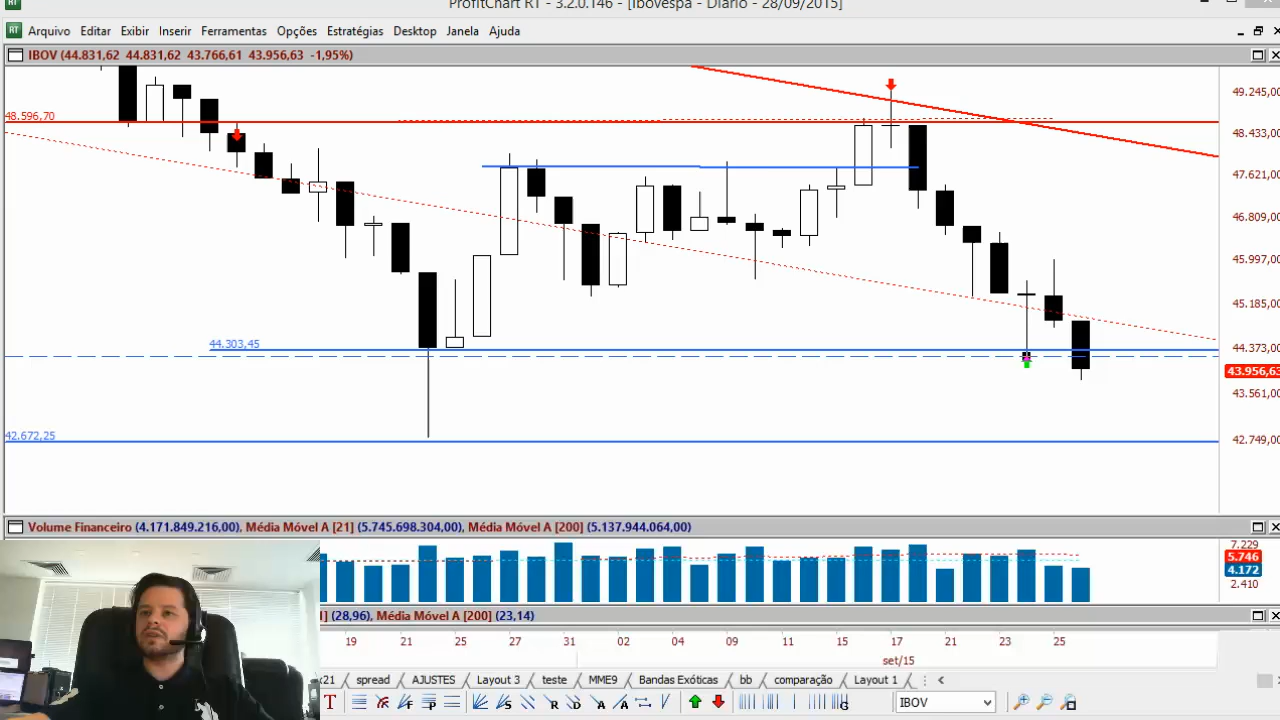 ProfitChart RT - 3.2.0.146 - [Ibovespa - Diário - 28/09/2015]
RT Arquivo Editar Exibir Inserir Ferramentas Opções Estratégias Desktop Janela Ajuda
IBOV (44.831,62 44.831,62 43.766,61 43.956,63 -1,95%)
49.245,00
48.596,70
48.433,00
47.621,00
46.809,00
45.997,00
45.185,00
44.303,45
44.373,00
43.956,63
43.561,00
42.672,25
42.749,00
Volume Financeiro (4.171.849.216,00), Média Móvel A [21] (5.745.698.304,00), Média Móvel A [200] (5.137.944.064,00)
7.229
5.746
4.172
2.410
1] (28,96), Média Móvel A [200] (23,14)
19 21 25 27 31 02 04 09 11 15 17 21 23 25
set/15
x21 spread AJUSTES Layout 3 teste MME9 Bandas Exóticas bb comparação Layout 1
IBOV